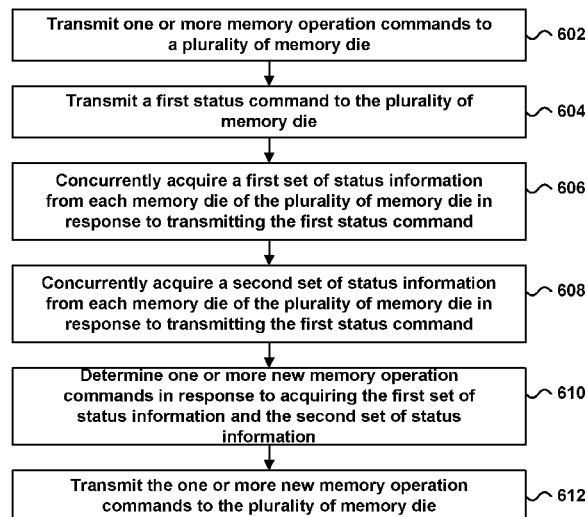 Transmit one or more memory operation commands to
a plurality of memory die
602
Transmit a first status command to the plurality of
memory die
604
Concurrently acquire a first set of status information
from each memory die of the plurality of memory die in
response to transmitting the first status command
606
Concurrently acquire a second set of status information
from each memory die of the plurality of memory die in
response to transmitting the first status command
608
Determine one or more new memory operation
commands in response to acquiring the first set of
status information and the second set of status
information
610
Transmit the one or more new memory operation
commands to the plurality of memory die
612